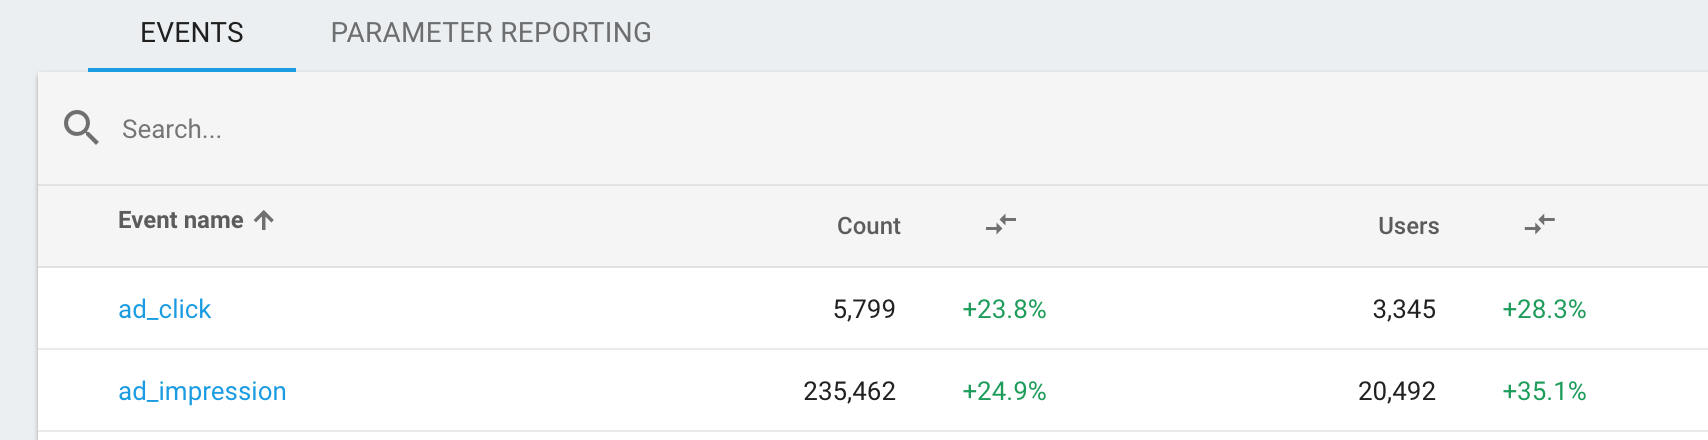 EVENTS PARAMETER REPORTING
Search...
Event name Count Users
ad_click 5,799 +23.8% 3,345 +28.3%
ad_impression 235,462 +24.9% 20,492 +35.1%